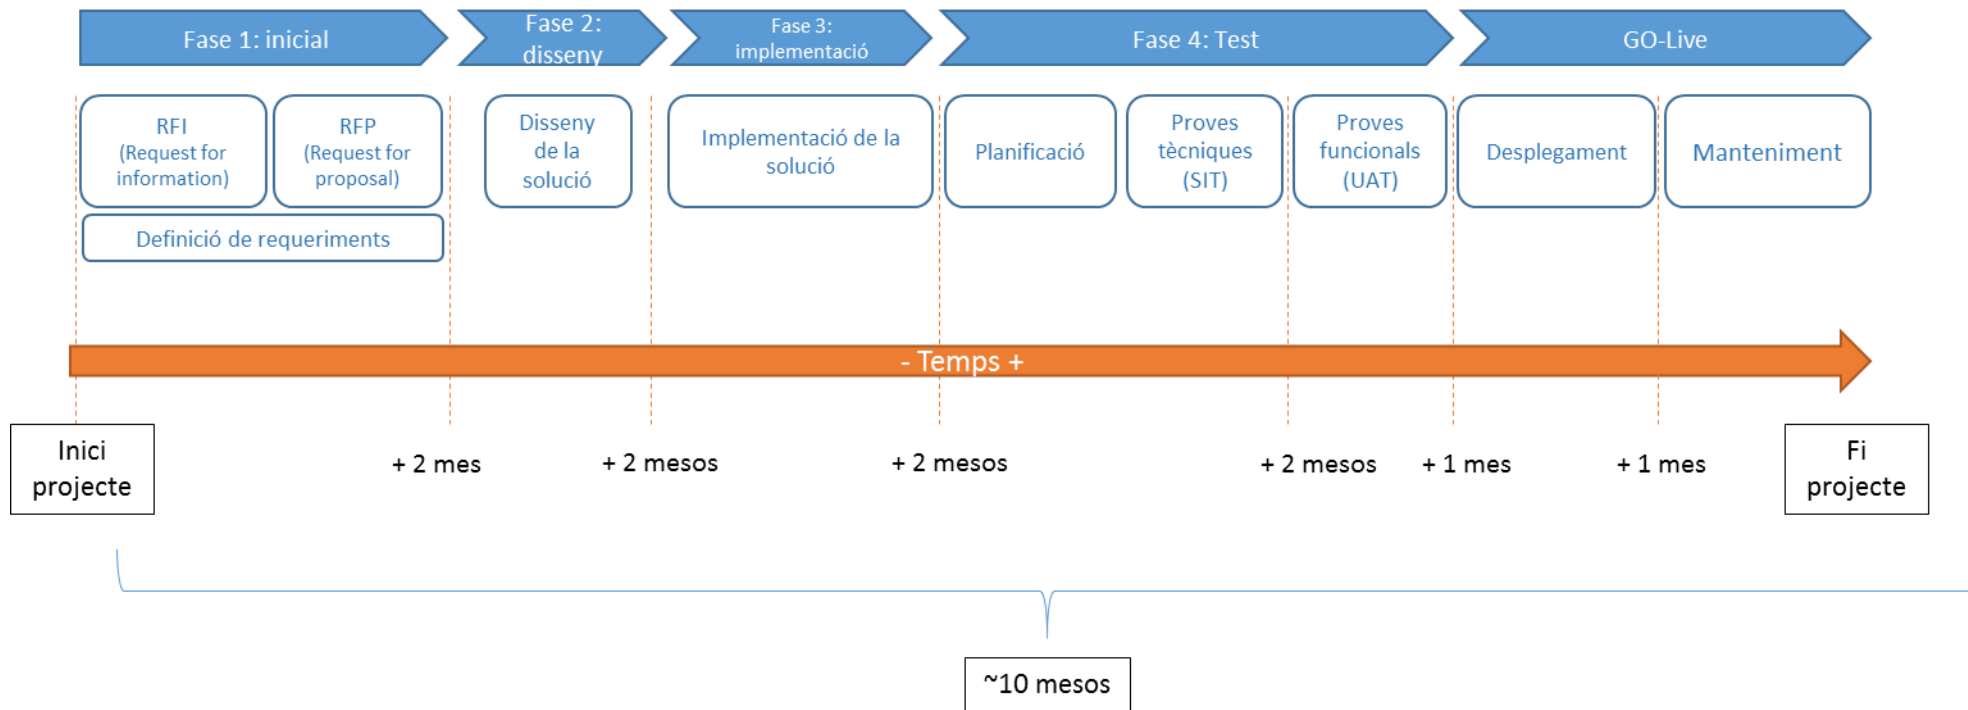 Fase 1: inicial
Fase 2:
disseny
Fase 3:
implementació
Fase 4: Test
GO-Live
RFI
(Request for
information)
RFP
(Request for
proposal)
Disseny
de la
solució
Implementació de la
solució
Planificació
Proves
tècniques
(SIT)
Proves
funcionals
(UAT)
Desplegament
Manteniment
Definició de requeriments
- Temps +
Inici
projecte
+ 2 mes
+ 2 mesos
+ 2 mesos
+ 2 mesos
+ 1 mes
+ 1 mes
Fi
projecte
~10 mesos